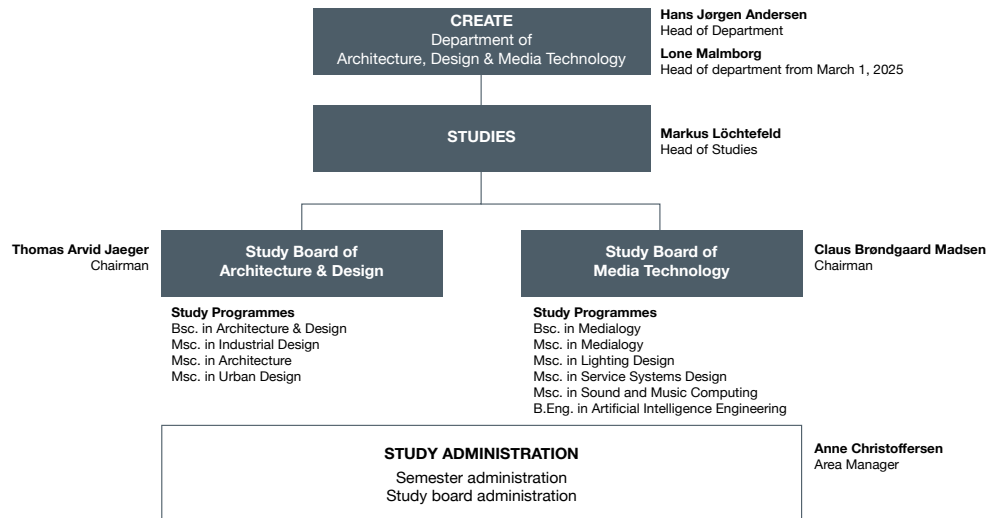 CREATE
Department of
Architecture, Design & Media Technology
Hans Jørgen Andersen
Head of Department
Lone Malmborg
Head of department from March 1, 2025
STUDIES
Markus Löchtefeld
Head of Studies
Thomas Arvid Jaeger
Chairman
Study Board of
Architecture & Design
Study Board of
Media Technology
Claus Brøndgaard Madsen
Chairman
Study Programmes
Bsc. in Architecture & Design
Msc. in Industrial Design
Msc. in Architecture
Msc. in Urban Design
Study Programmes
Bsc. in Medialogy
Msc. in Medialogy
Msc. in Lighting Design
Msc. in Service Systems Design
Msc. in Sound and Music Computing
B.Eng. in Artificial Intelligence Engineering
STUDY ADMINISTRATION
Semester administration
Study board administration
Anne Christoffersen
Area Manager